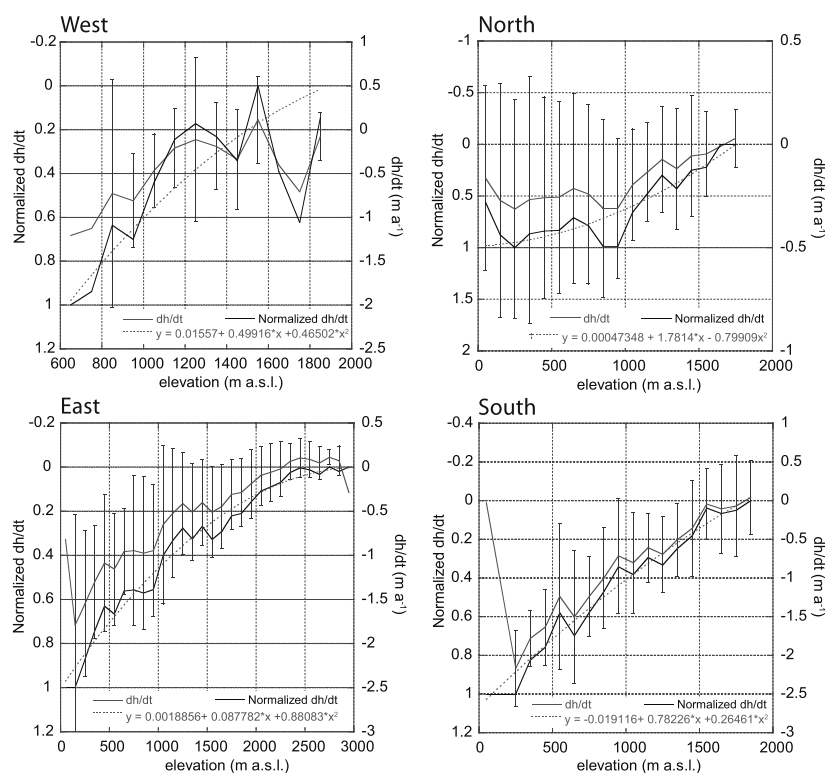 West
-0.2
0
0.2
0.4
0.6
0.8
1
1.2
Normalized dh/dt
1
0.5
0
-0.5
-1
-1.5
-2
-2.5
dh/dt (m a⁻¹)
dh/dt
Normalized dh/dt
y = 0.01557+ 0.49916*x +0.46502*x²
600 800 1000 1200 1400 1600 1800 2000
elevation (m a.s.l.)
North
-1
-0.5
0
0.5
1
1.5
2
Normalized dh/dt
0.5
0
-0.5
-1
dh/dt (m a⁻¹)
dh/dt
Normalized dh/dt
y = 0.00047348 + 1.7814*x - 0.79909x²
0 500 1000 1500 2000
elevation (m a.s.l.)
East
-0.2
0
0.2
0.4
0.6
0.8
1
1.2
Normalized dh/dt
0.5
0
-0.5
-1
-1.5
-2
-2.5
-3
dh/dt (m a⁻¹)
dh/dt
Normalized dh/dt
y = 0.0018856+ 0.087782*x +0.88083*x²
0 500 1000 1500 2000 2500 3000
elevation (m a.s.l.)
South
-0.4
-0.2
0
0.2
0.4
0.6
0.8
1
1.2
Normalized dh/dt
1
0
-1
-2
-3
0.5
-0.5
-1.5
-2.5
dh/dt (m a⁻¹)
dh/dt
Normalized dh/dt
y = -0.019116+ 0.78226*x +0.26461*x²
0 500 1000 1500 2000
elevation (m a.s.l.)